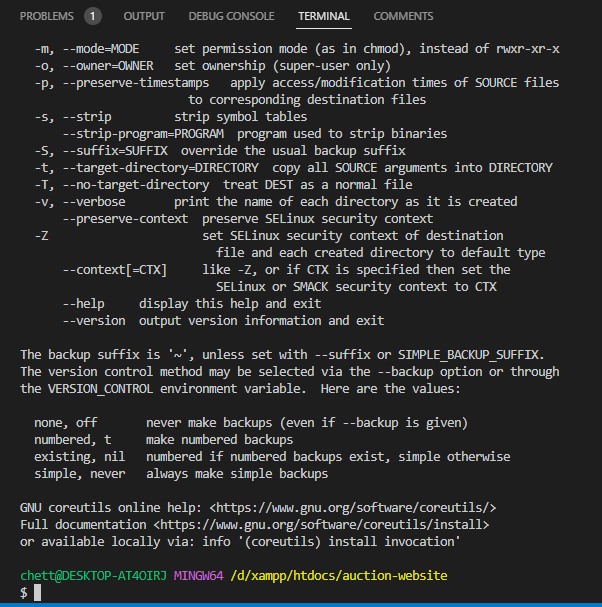 PROBLEMS 1 OUTPUT DEBUG CONSOLE TERMINAL COMMENTS
-m, --mode=MODE     set permission mode (as in chmod), instead of rwxr-xr-x
-o, --owner=OWNER   set ownership (super-user only)
-p, --preserve-timestamps   apply access/modification times of SOURCE files
to corresponding destination files
-s, --strip         strip symbol tables
--strip-program=PROGRAM  program used to strip binaries
-S, --suffix=SUFFIX  override the usual backup suffix
-t, --target-directory=DIRECTORY  copy all SOURCE arguments into DIRECTORY
-T, --no-target-directory  treat DEST as a normal file
-v, --verbose       print the name of each directory as it is created
--preserve-context  preserve SELinux security context
-Z                      set SELinux security context of destination
file and each created directory to default type
--context[=CTX]     like -Z, or if CTX is specified then set the
SELinux or SMACK security context to CTX
--help     display this help and exit
--version  output version information and exit
The backup suffix is '~', unless set with --suffix or SIMPLE_BACKUP_SUFFIX.
The version control method may be selected via the --backup option or through
the VERSION_CONTROL environment variable.  Here are the values:
none, off       never make backups (even if --backup is given)
numbered, t     make numbered backups
existing, nil   numbered if numbered backups exist, simple otherwise
simple, never   always make simple backups
GNU coreutils online help: <https://www.gnu.org/software/coreutils/>
Full documentation <https://www.gnu.org/software/coreutils/install>
or available locally via: info '(coreutils) install invocation'
chett@DESKTOP-AT4OIRJ MINGW64 /d/xampp/htdocs/auction-website
$